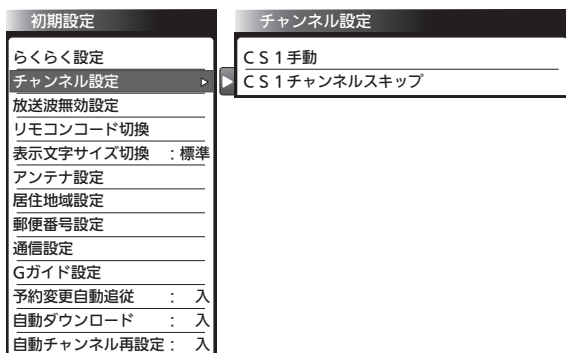 初期設定
らくらく設定
チャンネル設定
放送波無効設定
リモコンコード切換
表示文字サイズ切換 : 標準
アンテナ設定
居住地域設定
郵便番号設定
通信設定
Gガイド設定
予約変更自動追従 : 入
自動ダウンロード : 入
自動チャンネル再設定 : 入
チャンネル設定
CS1手動
CS1チャンネルスキップ